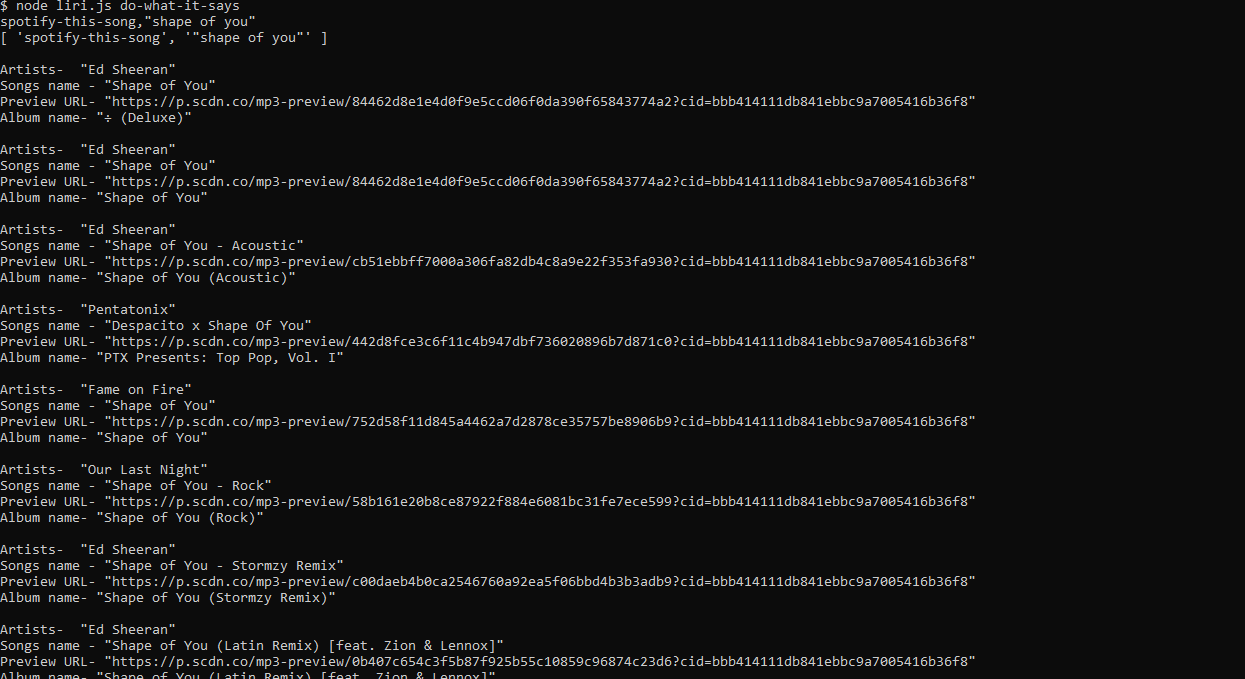 $ node liri.js do-what-it-says
spotify-this-song,"shape of you"
[ 'spotify-this-song', '"shape of you"' ]
Artists-  "Ed Sheeran"
Songs name - "Shape of You"
Preview URL- "https://p.scdn.co/mp3-preview/84462d8e1e4d0f9e5ccd06f0da390f65843774a2?cid=bbb414111db841ebbc9a7005416b36f8"
Album name- "÷ (Deluxe)"
Artists-  "Ed Sheeran"
Songs name - "Shape of You"
Preview URL- "https://p.scdn.co/mp3-preview/84462d8e1e4d0f9e5ccd06f0da390f65843774a2?cid=bbb414111db841ebbc9a7005416b36f8"
Album name- "Shape of You"
Artists-  "Ed Sheeran"
Songs name - "Shape of You - Acoustic"
Preview URL- "https://p.scdn.co/mp3-preview/cb51ebbff7000a306fa82db4c8a9e22f353fa930?cid=bbb414111db841ebbc9a7005416b36f8"
Album name- "Shape of You (Acoustic)"
Artists-  "Pentatonix"
Songs name - "Despacito x Shape Of You"
Preview URL- "https://p.scdn.co/mp3-preview/442d8fce3c6f11c4b947dbf736020896b7d871c0?cid=bbb414111db841ebbc9a7005416b36f8"
Album name- "PTX Presents: Top Pop, Vol. I"
Artists-  "Fame on Fire"
Songs name - "Shape of You"
Preview URL- "https://p.scdn.co/mp3-preview/752d58f11d845a4462a7d2878ce35757be8906b9?cid=bbb414111db841ebbc9a7005416b36f8"
Album name- "Shape of You"
Artists-  "Our Last Night"
Songs name - "Shape of You - Rock"
Preview URL- "https://p.scdn.co/mp3-preview/58b161e20b8ce87922f884e6081bc31fe7ece599?cid=bbb414111db841ebbc9a7005416b36f8"
Album name- "Shape of You (Rock)"
Artists-  "Ed Sheeran"
Songs name - "Shape of You - Stormzy Remix"
Preview URL- "https://p.scdn.co/mp3-preview/c00daeb4b0ca2546760a92ea5f06bbd4b3b3adb9?cid=bbb414111db841ebbc9a7005416b36f8"
Album name- "Shape of You (Stormzy Remix)"
Artists-  "Ed Sheeran"
Songs name - "Shape of You (Latin Remix) [feat. Zion & Lennox]"
Preview URL- "https://p.scdn.co/mp3-preview/0b407c654c3f5b87f925b55c10859c96874c23d6?cid=bbb414111db841ebbc9a7005416b36f8"
Album name- "Shape of You (Latin Remix) [feat. Zion & Lennox]"